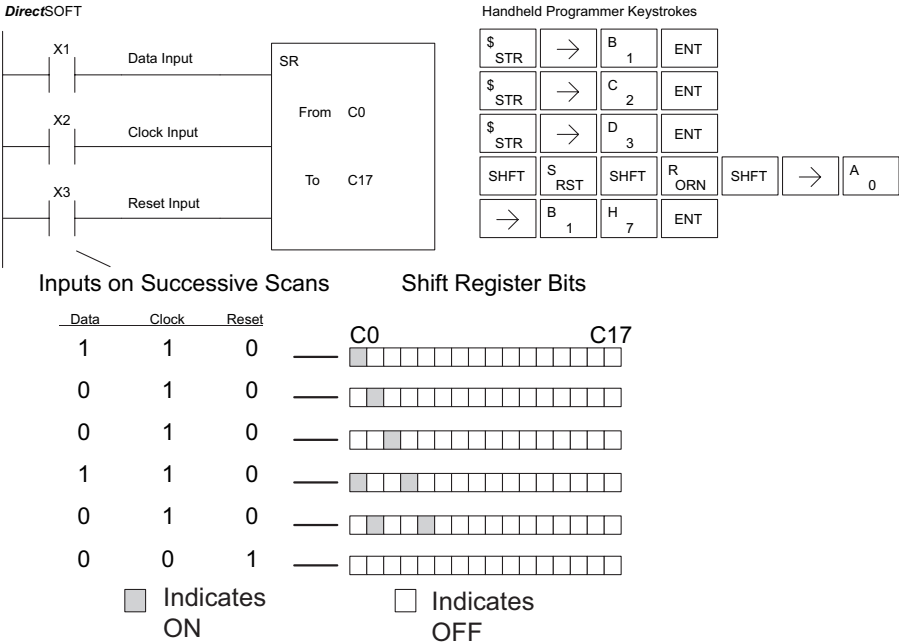 DirectSOFT
X1
Data Input
SR
From C0
X2
Clock Input
To C17
X3
Reset Input
Handheld Programmer Keystrokes
$ STR → B 1 ENT
$ STR → C 2 ENT
$ STR → D 3 ENT
SHFT S RST SHFT R ORN SHFT → A 0
→ B 1 H 7 ENT
Inputs on Successive Scans
Shift Register Bits
Data Clock Reset
C0 C17
1 1 0
0 1 0
0 1 0
1 1 0
0 1 0
0 0 1
Indicates
ON
Indicates
OFF